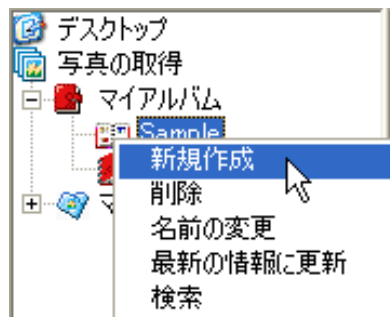 デスクトップ
写真の取得
マイアルバム
Sample
新規作成
削除
マ
名前の変更
最新の情報に更新
検索